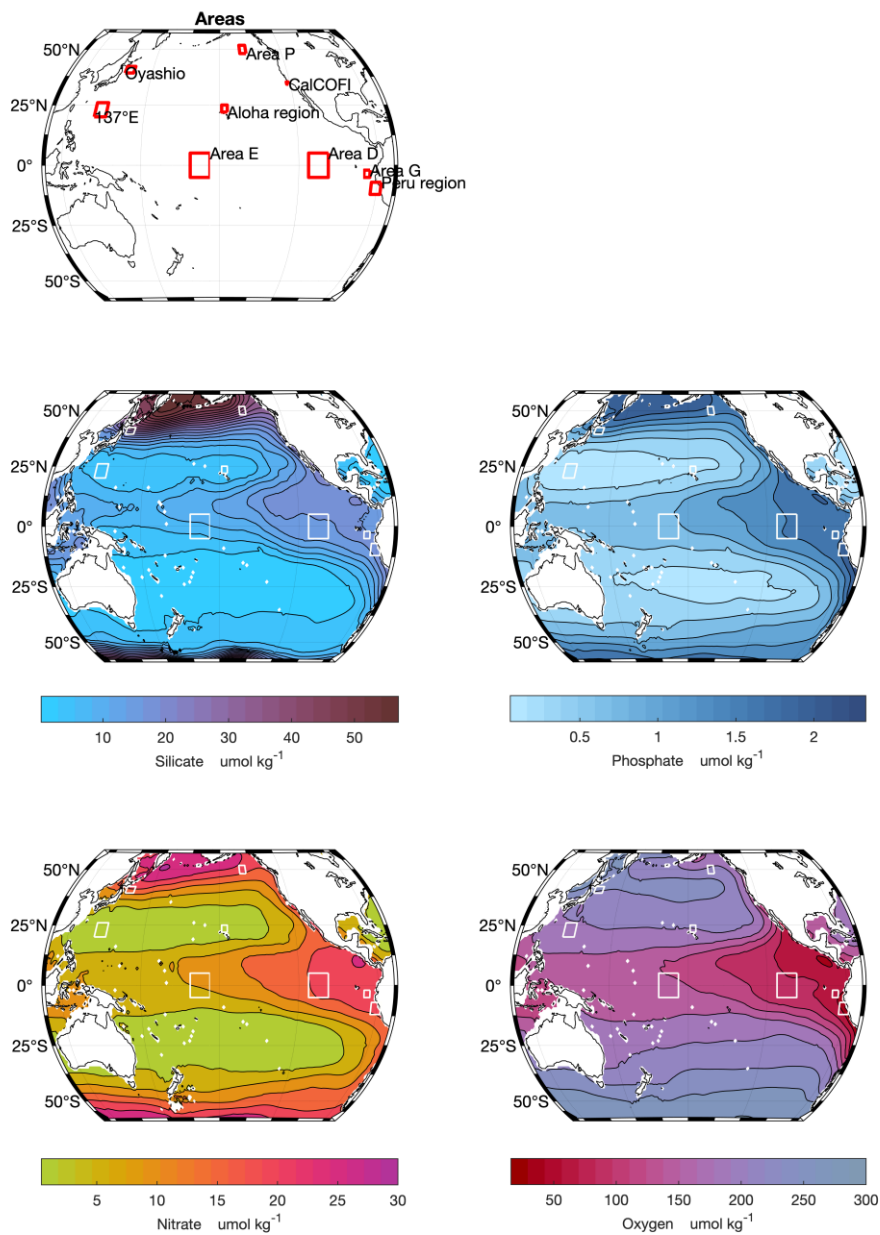 Areas
50°N
Area P
Oyashio
CalCOFI
25°N
137°E
Aloha region
Area E
Area D
0°
Area G
Peru region
25°S
50°S
50°N
25°N
0°
25°S
50°S
10 20 30 40 50
Silicate umol kg⁻¹
50°N
25°N
0°
25°S
50°S
0.5 1 1.5 2
Phosphate umol kg⁻¹
50°N
25°N
0°
25°S
50°S
5 10 15 20 25 30
Nitrate umol kg⁻¹
50°N
25°N
0°
25°S
50°S
50 100 150 200 250 300
Oxygen umol kg⁻¹